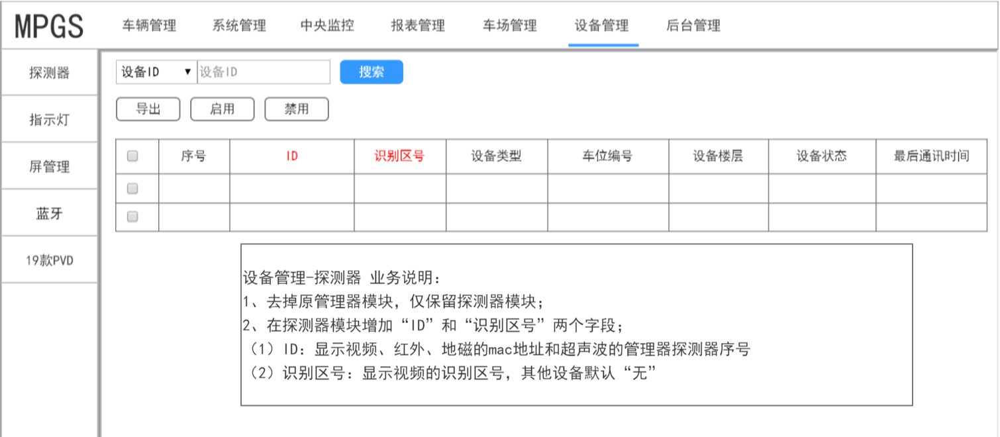 MPGS 车辆管理 系统管理 中央监控 报表管理 车场管理 设备管理 后台管理
探测器
指示灯
屏管理
蓝牙
19款PVD
设备ID ▼ 设备ID 搜索
导出 启用 禁用
序号 ID 识别区号 设备类型 车位编号 设备楼层 设备状态 最后通讯时间
设备管理-探测器 业务说明：
1、去掉原管理器模块，仅保留探测器模块；
2、在探测器模块增加“ID”和“识别区号”两个字段；
（1）ID：显示视频、红外、地磁的mac地址和超声波的管理器探测器序号
（2）识别区号：显示视频的识别区号，其他设备默认“无”